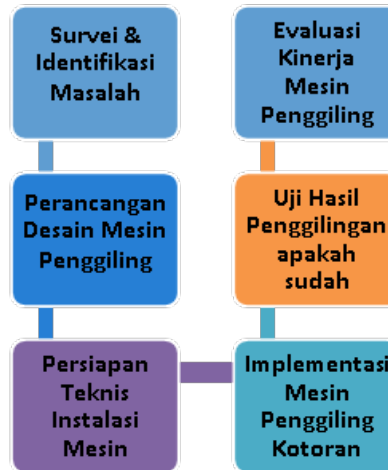 Survei &
Identifikasi
Masalah
Perancangan
Desain Mesin
Penggiling
Persiapan
Teknis
Instalasi
Mesin
Implementasi
Mesin
Penggiling
Kotoran
Uji Hasil
Penggilingan
apakah
sudah
Evaluasi
Kinerja
Mesin
Penggiling